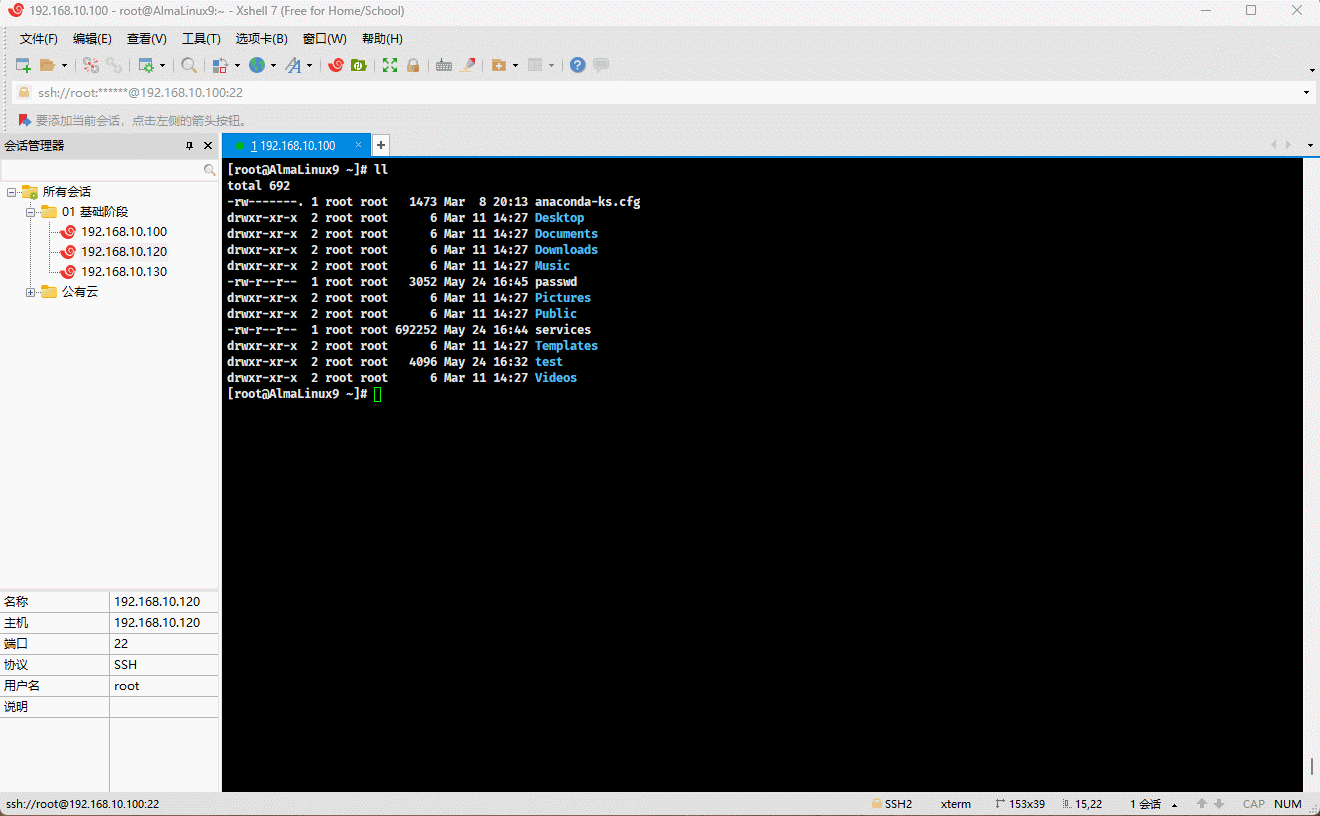 192.168.10.100 - root@AlmaLinux9:~ - Xshell 7 (Free for Home/School)
文件(F) 编辑(E) 查看(V) 工具(T) 选项卡(B) 窗口(W) 帮助(H)
ssh://root:******@192.168.10.100:22
要添加当前会话，点击左侧的箭头按钮。
会话管理器
所有会话
01 基础阶段
192.168.10.100
192.168.10.120
192.168.10.130
公有云
名称 192.168.10.120
主机 192.168.10.120
端口 22
协议 SSH
用户名 root
说明
1 192.168.10.100
[root@AlmaLinux9 ~]# ll
total 692
-rw-------. 1 root root   1473 Mar  8 20:13 anaconda-ks.cfg
drwxr-xr-x  2 root root      6 Mar 11 14:27 Desktop
drwxr-xr-x  2 root root      6 Mar 11 14:27 Documents
drwxr-xr-x  2 root root      6 Mar 11 14:27 Downloads
drwxr-xr-x  2 root root      6 Mar 11 14:27 Music
-rw-r--r--  1 root root   3052 May 24 16:45 passwd
drwxr-xr-x  2 root root      6 Mar 11 14:27 Pictures
drwxr-xr-x  2 root root      6 Mar 11 14:27 Public
-rw-r--r--  1 root root 692252 May 24 16:44 services
drwxr-xr-x  2 root root      6 Mar 11 14:27 Templates
drwxr-xr-x  2 root root   4096 May 24 16:32 test
drwxr-xr-x  2 root root      6 Mar 11 14:27 Videos
[root@AlmaLinux9 ~]#
ssh://root@192.168.10.100:22 SSH2 xterm 153x39 15,22 1 会话 CAP NUM